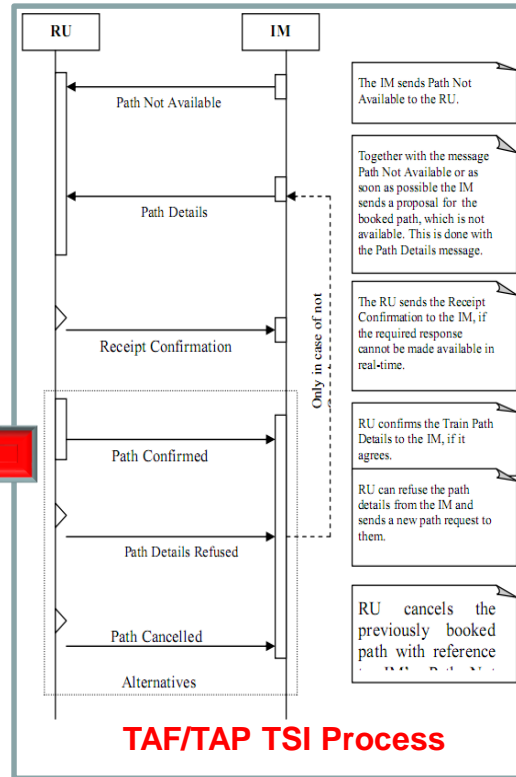 RU
IM
Path Not Available
The IM sends Path Not
Available to the RU.
Path Details
Together with the message
Path Not Available or as
soon as possible the IM
sends a proposal for the
booked path, which is not
available. This is done with
the Path Details message.
Receipt Confirmation
The RU sends the Receipt
Confirmation to the IM, if
the required response
cannot be made available in
real-time.
Only in case of not
Path Confirmed
RU confirms the Train Path
Details to the IM, if it
agrees.
Path Details Refused
RU can refuse the path
details from the IM and
sends a new path request to
them.
Path Cancelled
RU cancels the
previously booked
path with reference
Alternatives
TAF/TAP TSI Process